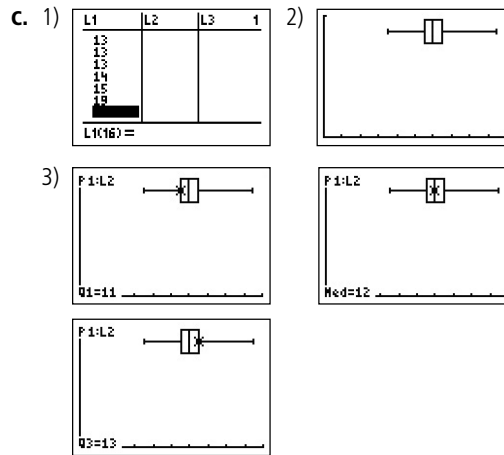 c. 1)
L1 L2 L3 1
13
13
13
14
15
19
L1(16) =
2)
3)
P1:L2
Q1=11
P1:L2
Med=12
P1:L2
Q3=13